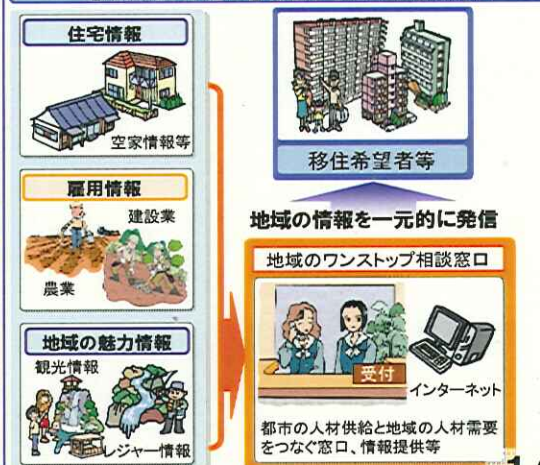 住宅情報
空家情報等
雇用情報
建設業
農業
地域の魅力情報
観光情報
レジャー情報
移住希望者等
地域の情報を一元的に発信
地域のワンストップ相談窓口
受付
インターネット
都市の人材供給と地域の人材需要
をつなぐ窓口、情報提供等